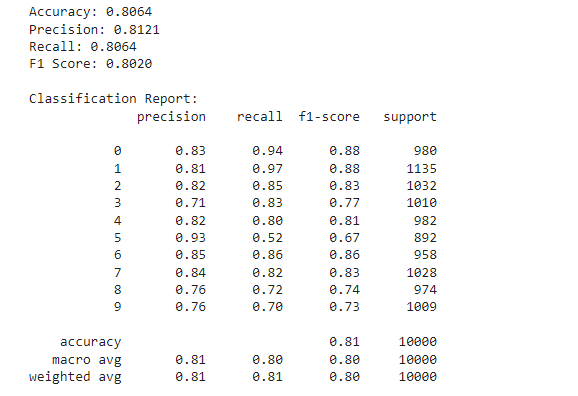 Accuracy: 0.8064
Precision: 0.8121
Recall: 0.8064
F1 Score: 0.8020
Classification Report:
precision recall f1-score support
0 0.83 0.94 0.88 980
1 0.81 0.97 0.88 1135
2 0.82 0.85 0.83 1032
3 0.71 0.83 0.77 1010
4 0.82 0.80 0.81 982
5 0.93 0.52 0.67 892
6 0.85 0.86 0.86 958
7 0.84 0.82 0.83 1028
8 0.76 0.72 0.74 974
9 0.76 0.70 0.73 1009
accuracy 0.81 10000
macro avg 0.81 0.80 0.80 10000
weighted avg 0.81 0.81 0.80 10000